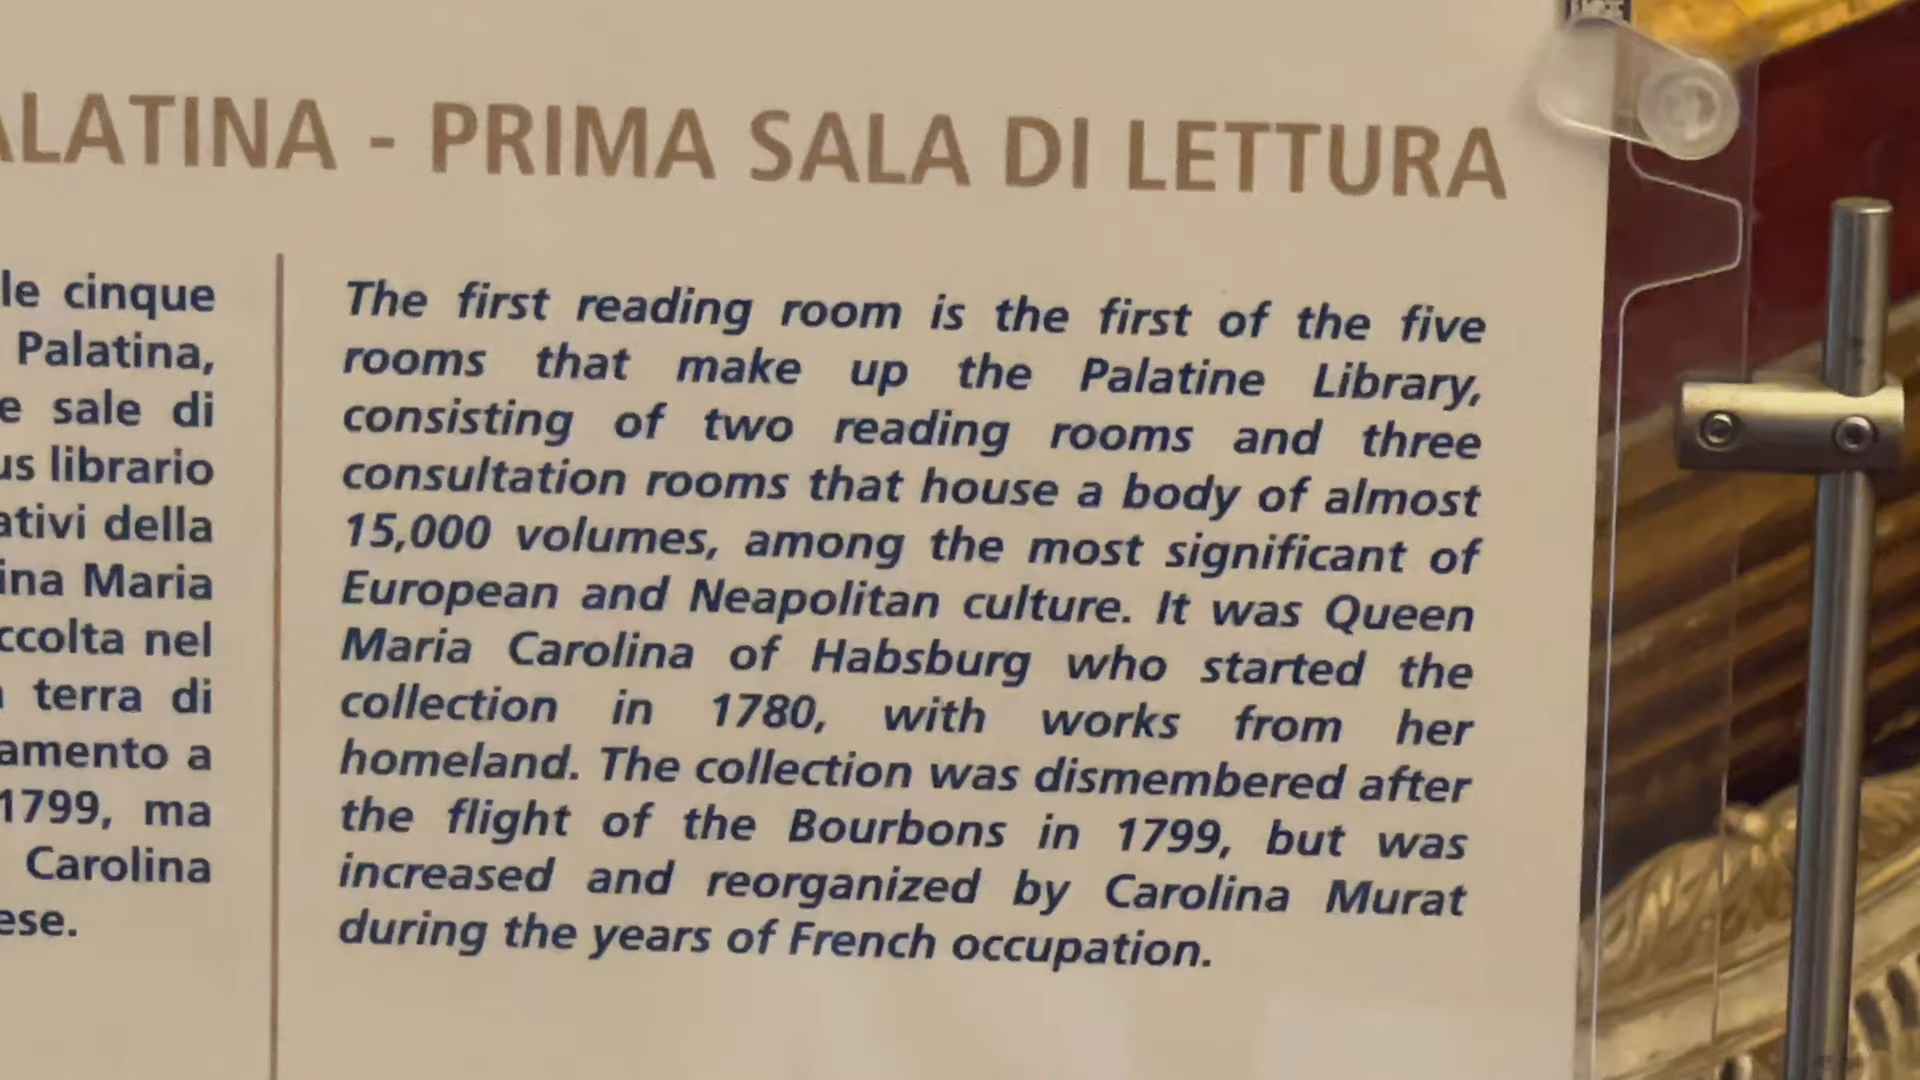 ALATINA - PRIMA SALA DI LETTURA
le cinque
Palatina,
e sale di
us librario
ativi della
ina Maria
ccolta nel
terra di
amento a
1799, ma
Carolina
ese.
The first reading room is the first of the five
rooms that make up the Palatine Library,
consisting of two reading rooms and three
consultation rooms that house a body of almost
15,000 volumes, among the most significant of
European and Neapolitan culture. It was Queen
Maria Carolina of Habsburg who started the
collection in 1780, with works from her
homeland. The collection was dismembered after
the flight of the Bourbons in 1799, but was
increased and reorganized by Carolina Murat
during the years of French occupation.